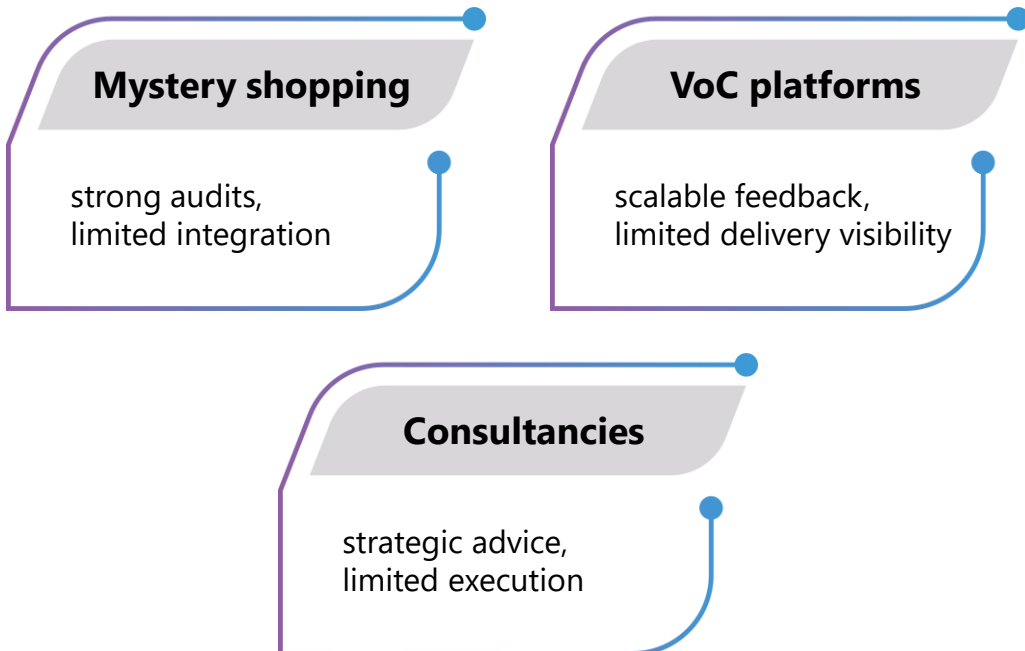 Mystery shopping
strong audits,
limited integration
VoC platforms
scalable feedback,
limited delivery visibility
Consultancies
strategic advice,
limited execution